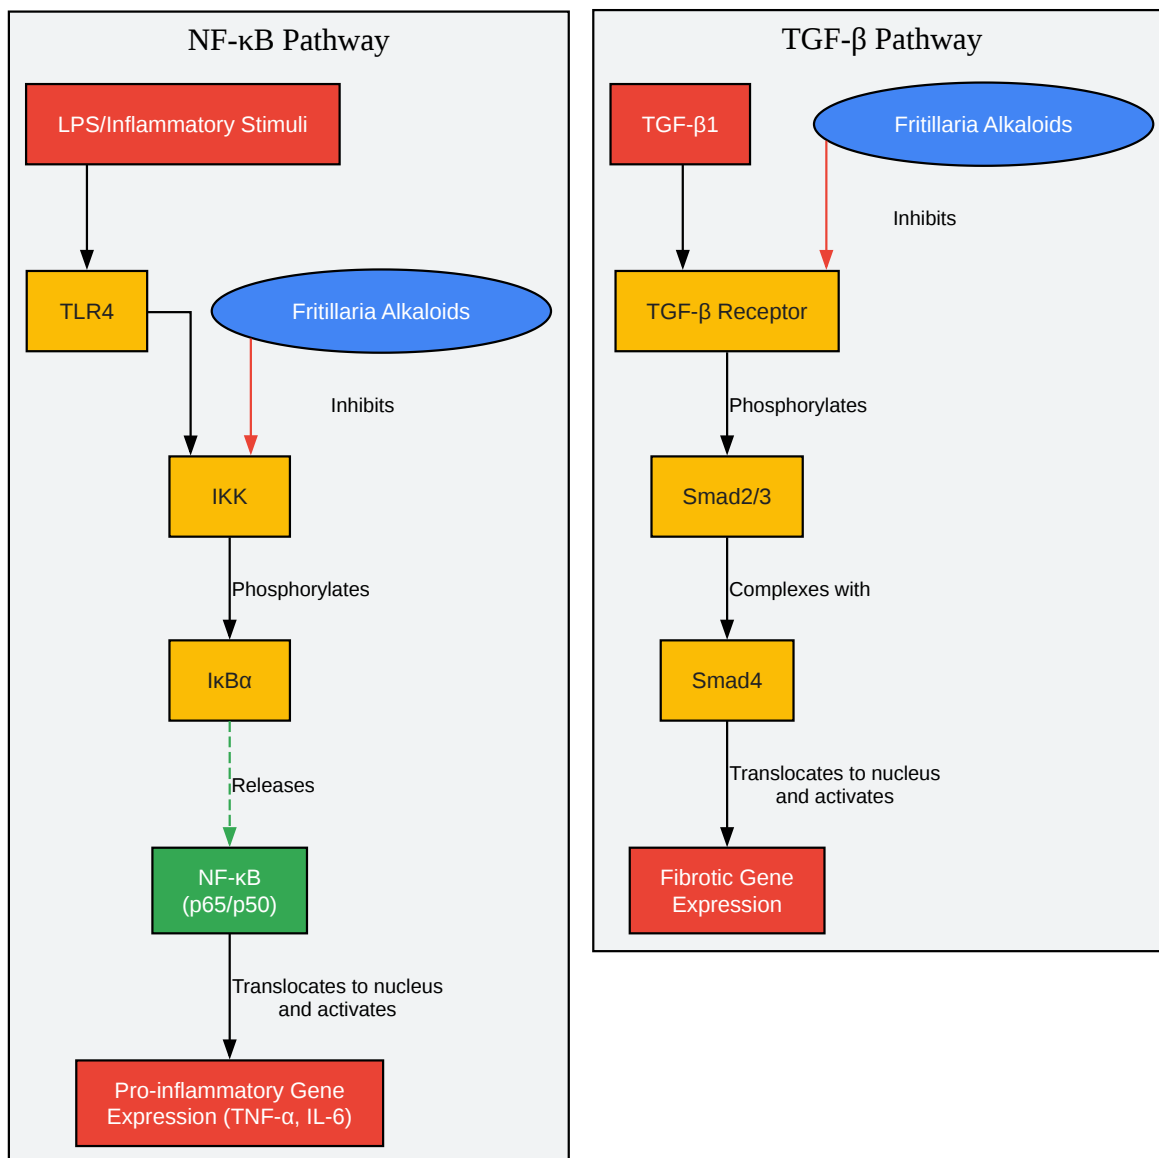 NF-κB Pathway
LPS/Inflammatory Stimuli
TLR4
Fritillaria Alkaloids
Inhibits
IKK
Phosphorylates
IκBα
Releases
NF-κB
(p65/p50)
Translocates to nucleus
and activates
Pro-inflammatory Gene
Expression (TNF-α, IL-6)
TGF-β Pathway
TGF-β1
Fritillaria Alkaloids
Inhibits
TGF-β Receptor
Phosphorylates
Smad2/3
Complexes with
Smad4
Translocates to nucleus
and activates
Fibrotic Gene
Expression